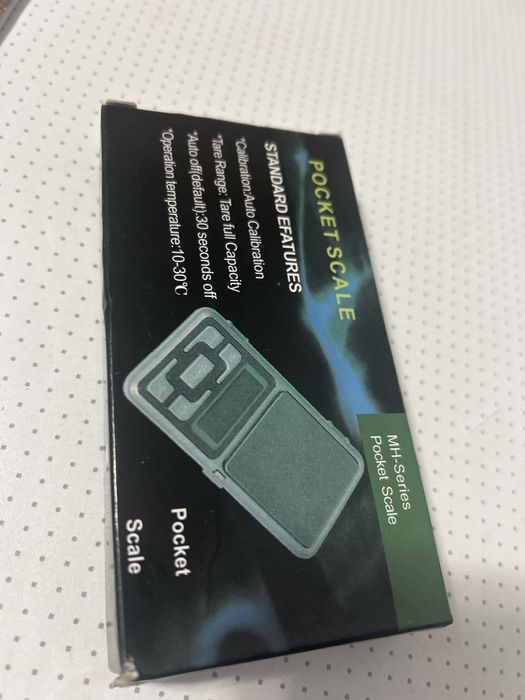 POCKET SCALE
STANDARD EFATURES
*Calibration:Auto Calibration
*Tare Range: Tare full Capacity
*Auto off(default):30 seconds off
*Operation temperature:10-30℃
MH-Series
Pocket Scale
Pocket
Scale